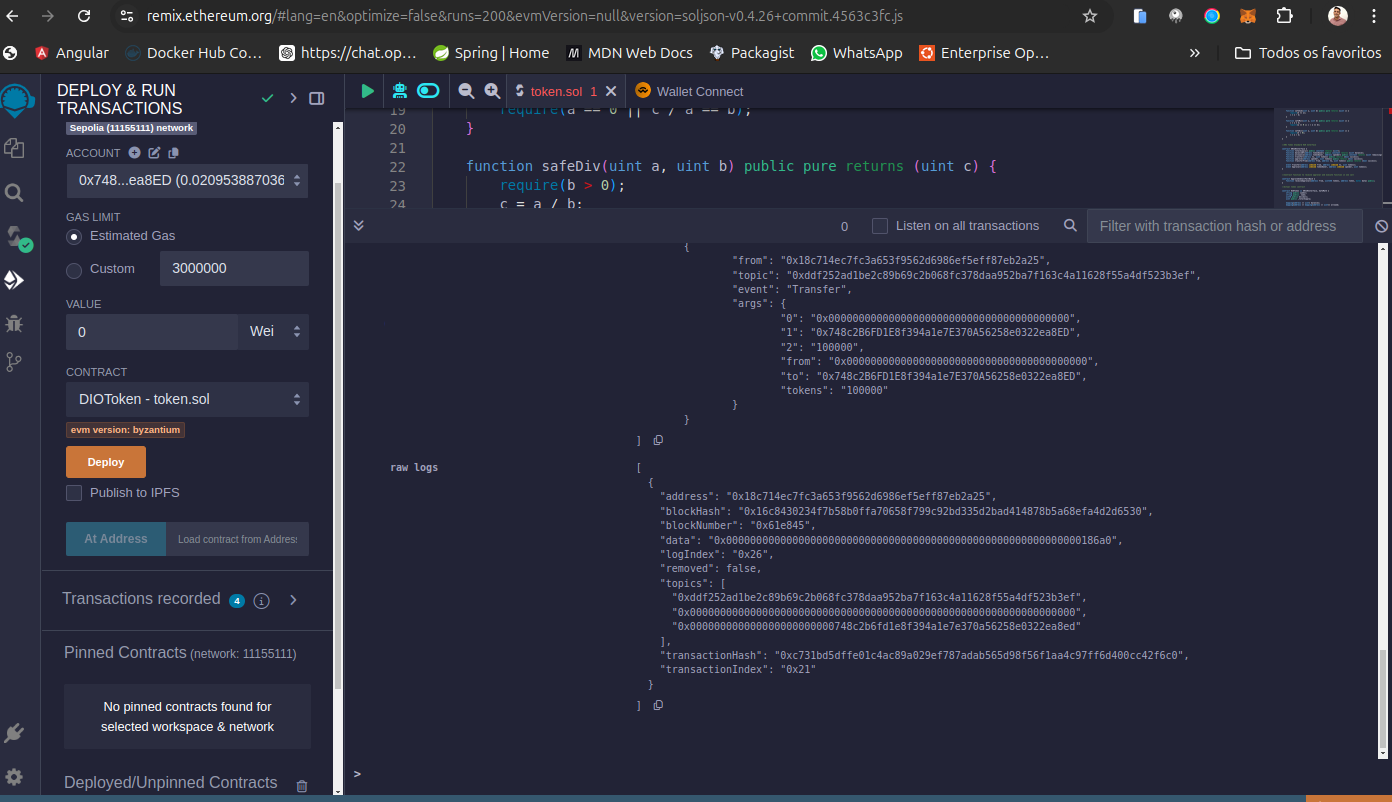 remix.ethereum.org/#lang=en&optimize=false&runs=200&evmVersion=null&version=soljson-v0.4.26+commit.4563c3fc.js
Angular
Docker Hub Co…
https://chat.op…
Spring | Home
MDN Web Docs
Packagist
WhatsApp
Enterprise Op…
»
Todos os favoritos
DEPLOY & RUN
TRANSACTIONS
Sepolia (11155111) network
ACCOUNT
0x748...ea8ED (0.020953887036
GAS LIMIT
Estimated Gas
Custom
3000000
VALUE
0
Wei
CONTRACT
DIOToken - token.sol
evm version: byzantium
Deploy
Publish to IPFS
At Address
Load contract from Address
Transactions recorded 4 i
Pinned Contracts (network: 11155111)
No pinned contracts found for
selected workspace & network
Deployed/Unpinned Contracts
token.sol 1
Wallet Connect
19 require(a == 0 || c / a == b);
20 }
21
22 function safeDiv(uint a, uint b) public pure returns (uint c) {
23 require(b > 0);
24 c = a / b;
0
Listen on all transactions
Filter with transaction hash or address
{
"from": "0x18c714ec7fc3a653f9562d6986ef5eff87eb2a25",
"topic": "0xddf252ad1be2c89b69c2b068fc378daa952ba7f163c4a11628f55a4df523b3ef",
"event": "Transfer",
"args": {
"0": "0x0000000000000000000000000000000000000000",
"1": "0x748c2B6FD1E8f394a1e7E370A56258e0322ea8ED",
"2": "100000",
"from": "0x0000000000000000000000000000000000000000",
"to": "0x748c2B6FD1E8f394a1e7E370A56258e0322ea8ED",
"tokens": "100000"
}
}
]
raw logs
[
{
"address": "0x18c714ec7fc3a653f9562d6986ef5eff87eb2a25",
"blockHash": "0x16c8430234f7b58b0ffa70658f799c92bd335d2bad414878b5a68efa4d2d6530",
"blockNumber": "0x61e845",
"data": "0x00000000000000000000000000000000000000000000000000000000000186a0",
"logIndex": "0x26",
"removed": false,
"topics": [
"0xddf252ad1be2c89b69c2b068fc378daa952ba7f163c4a11628f55a4df523b3ef",
"0x0000000000000000000000000000000000000000000000000000000000000000",
"0x000000000000000000000000748c2b6fd1e8f394a1e7e370a56258e0322ea8ed"
],
"transactionHash": "0xc731bd5dffe01c4ac89a029ef787adab565d98f56f1aa4c97ff6d400cc42f6c0",
"transactionIndex": "0x21"
}
]
>